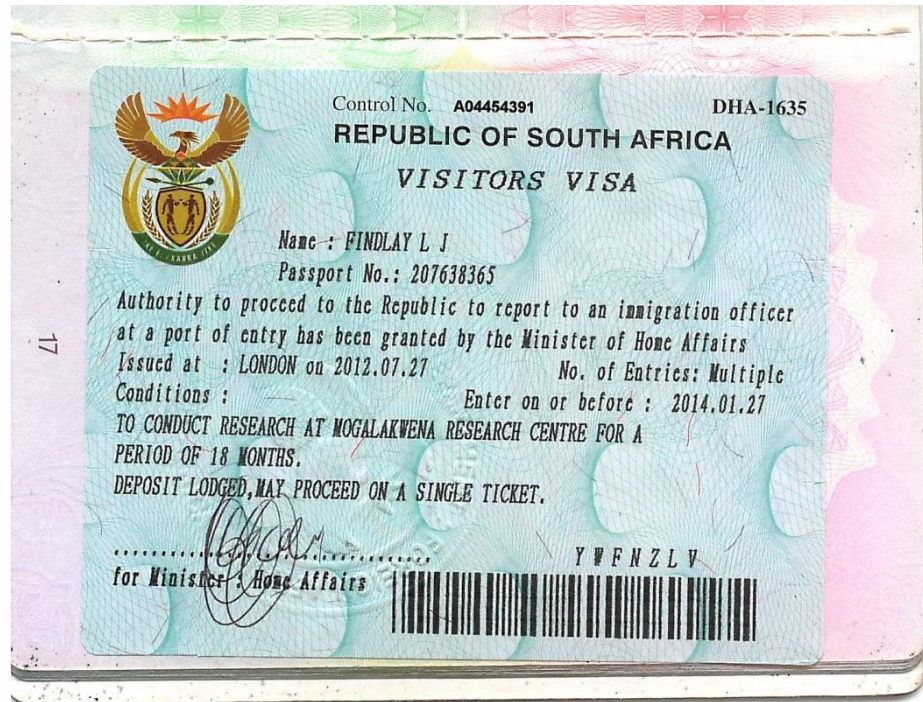 Control No. A04454391 DHA-1635
REPUBLIC OF SOUTH AFRICA
VISITORS VISA
Name : FINDLAY L J
Passport No.: 207638365
Authority to proceed to the Republic to report to an immigration officer
at a port of entry has been granted by the Minister of Home Affairs
Issued at : LONDON on 2012.07.27 No. of Entries: Multiple
Conditions : Enter on or before : 2014.01.27
TO CONDUCT RESEARCH AT MOGALAKWENA RESEARCH CENTRE FOR A
PERIOD OF 18 MONTHS.
DEPOSIT LODGED,MAY PROCEED ON A SINGLE TICKET.
YWFNZLV
for Minister : Home Affairs
17